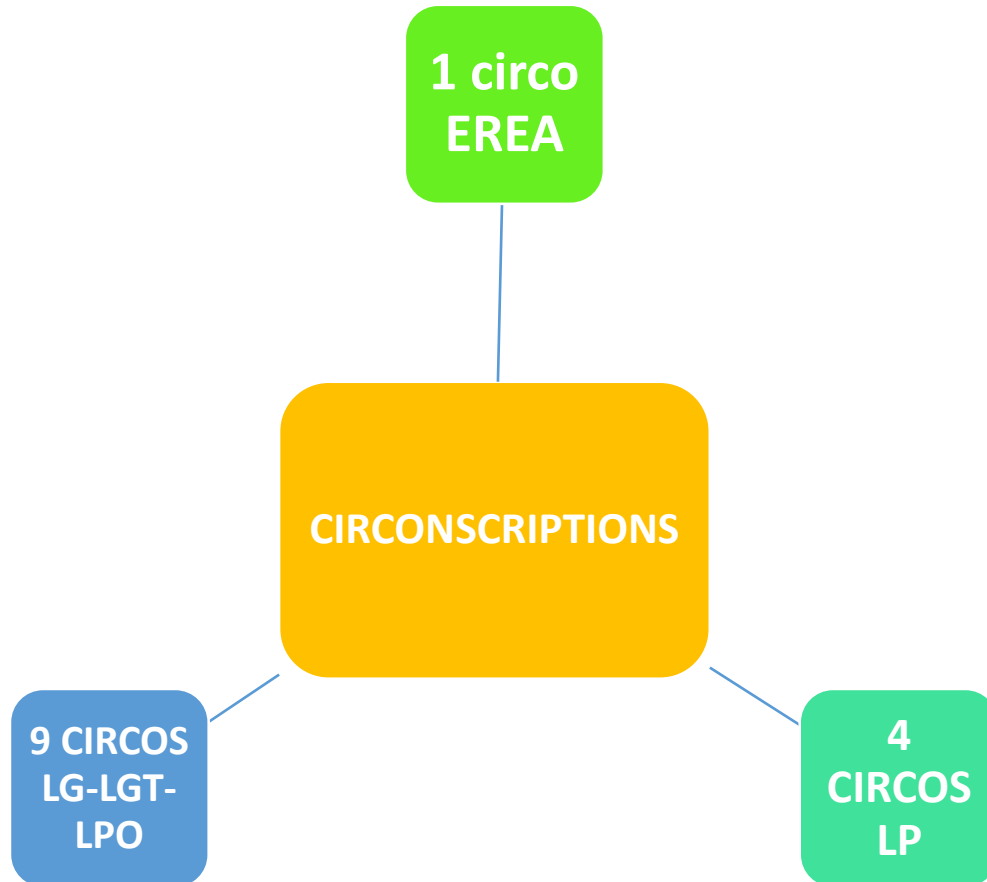 1 circo
EREA
CIRCONSCRIPTIONS
9 CIRCOS
LG-LGT-
LPO
4
CIRCOS
LP